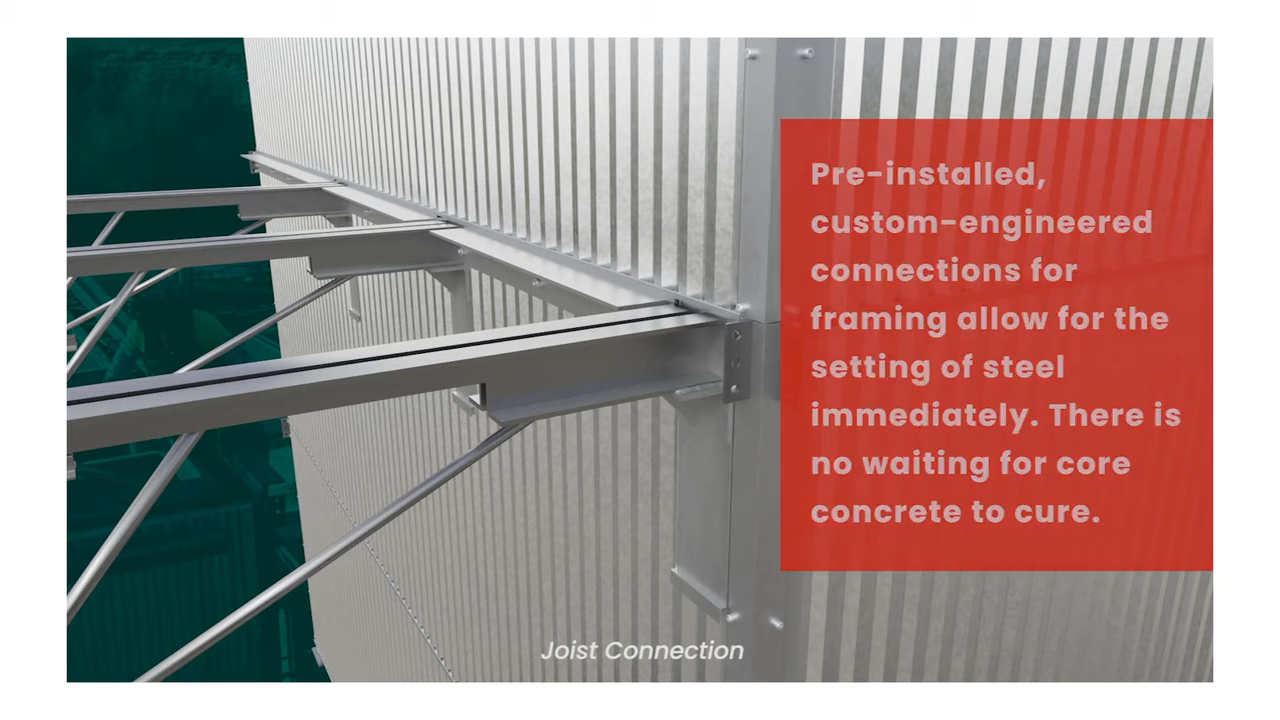 Pre-installed,
custom-engineered
connections for
framing allow for the
setting of steel
immediately. There is
no waiting for core
concrete to cure.
Joist Connection